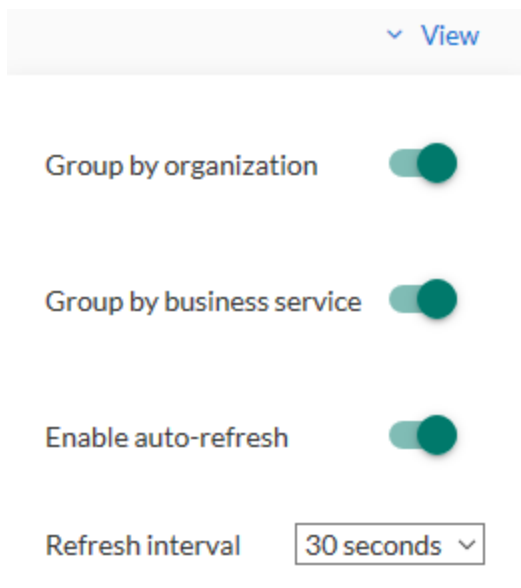 View
Group by organization
Group by business service
Enable auto-refresh
Refresh interval 30 seconds